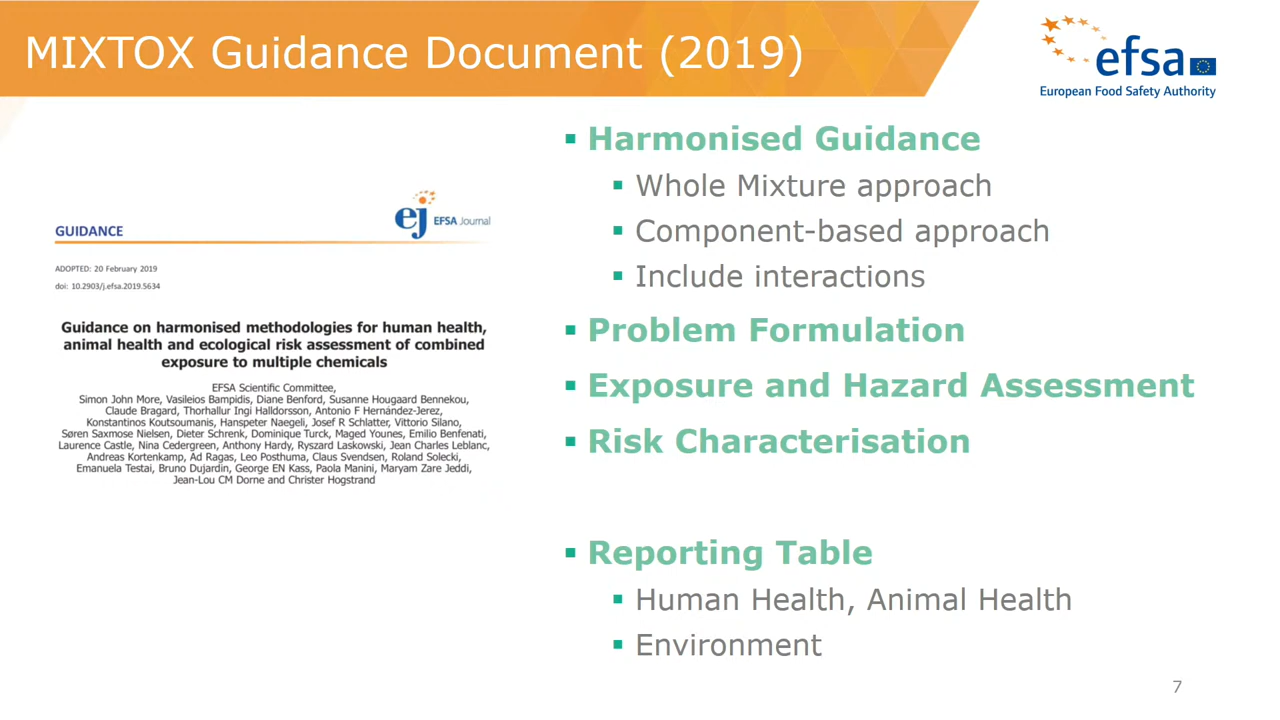 MIXTOX Guidance Document (2019)
efsa
European Food Safety Authority
GUIDANCE
ej EFSA Journal
ADOPTED: 20 February 2019
doi: 10.2903/j.efsa.2019.5634
Guidance on harmonised methodologies for human health,
animal health and ecological risk assessment of combined
exposure to multiple chemicals
EFSA Scientific Committee,
Simon John More, Vasileios Bampidis, Diane Benford, Susanne Hougaard Bennekou,
Claude Bragard, Thorhallur Ingi Halldorsson, Antonio F Hernández-Jerez,
Konstantinos Koutsoumanis, Hanspeter Naegeli, Josef R Schlatter, Vittorio Silano,
Søren Saxmose Nielsen, Dieter Schrenk, Dominique Turck, Maged Younes, Emilio Benfenati,
Laurence Castle, Nina Cedergreen, Anthony Hardy, Ryszard Laskowski, Jean Charles Leblanc,
Andreas Kortenkamp, Ad Ragas, Leo Posthuma, Claus Svendsen, Roland Solecki,
Emanuela Testai, Bruno Dujardin, George EN Kass, Paola Manini, Maryam Zare Jeddi,
Jean-Lou CM Dorne and Christer Hogstrand
▪ Harmonised Guidance
▪ Whole Mixture approach
▪ Component-based approach
▪ Include interactions
▪ Problem Formulation
▪ Exposure and Hazard Assessment
▪ Risk Characterisation
▪ Reporting Table
▪ Human Health, Animal Health
▪ Environment
7